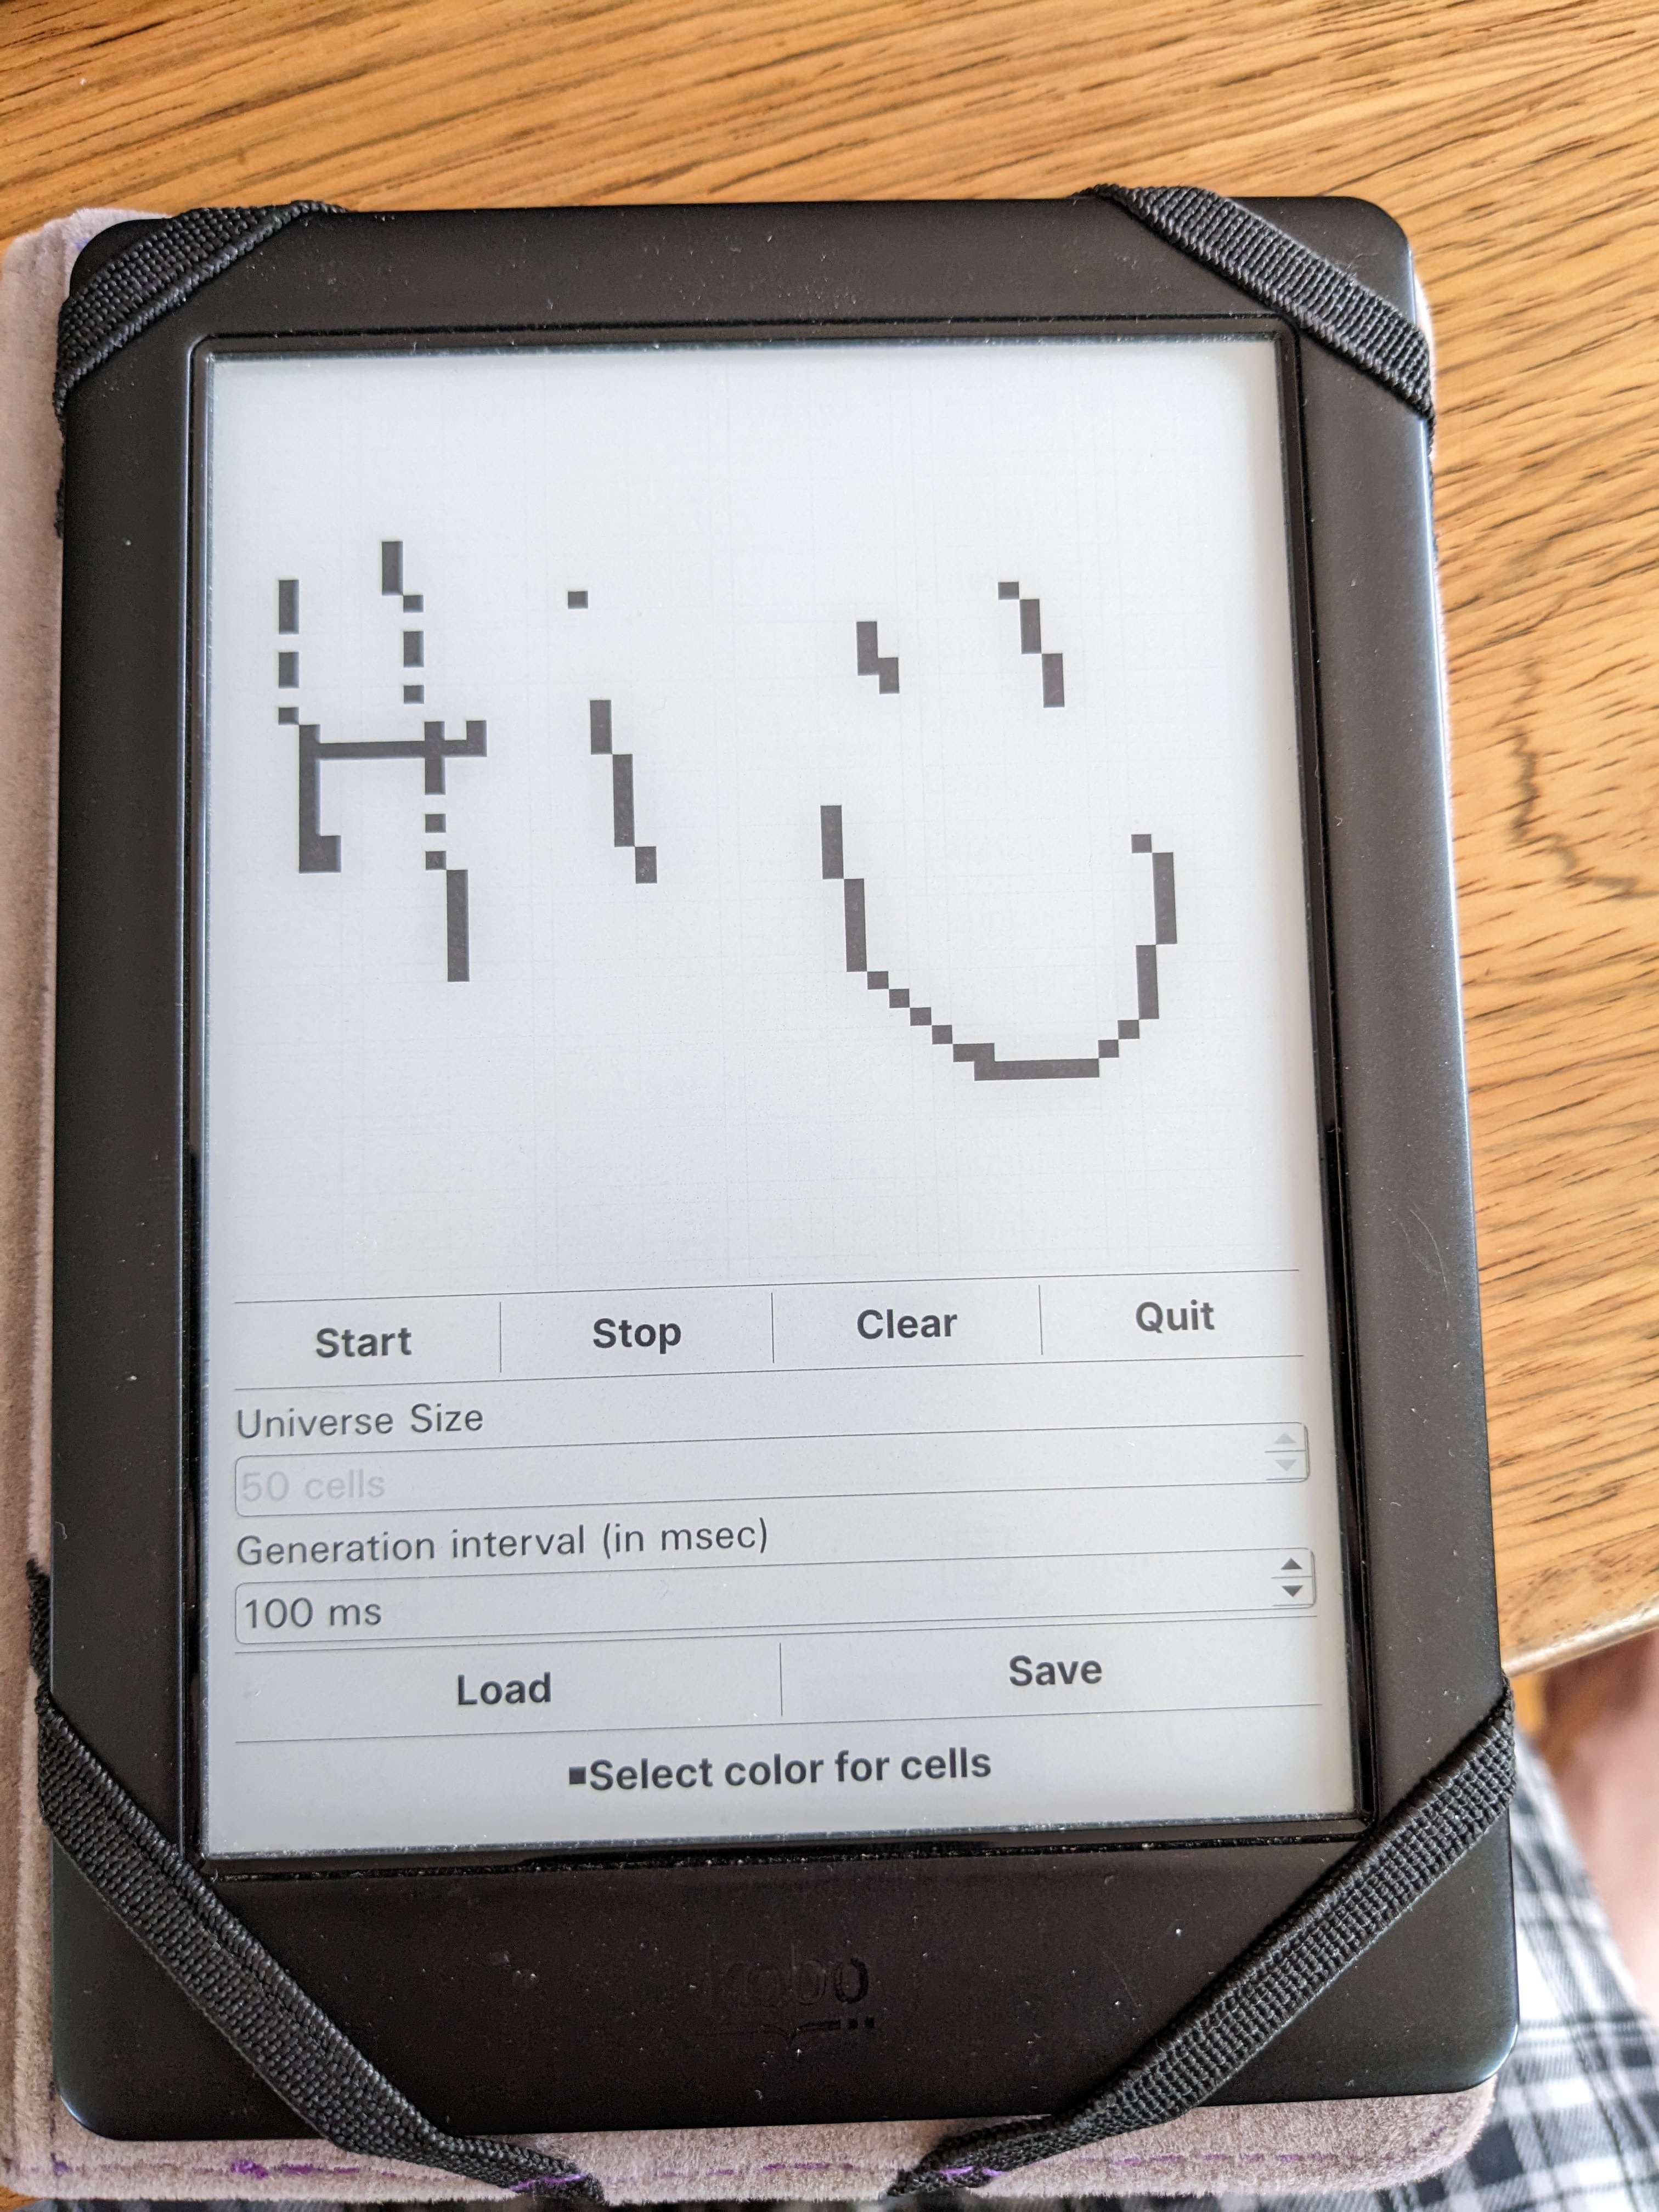 Hi
Start Stop Clear Quit
Universe Size
50 cells
Generation interval (in msec)
100 ms
Load Save
Select color for cells
kobo